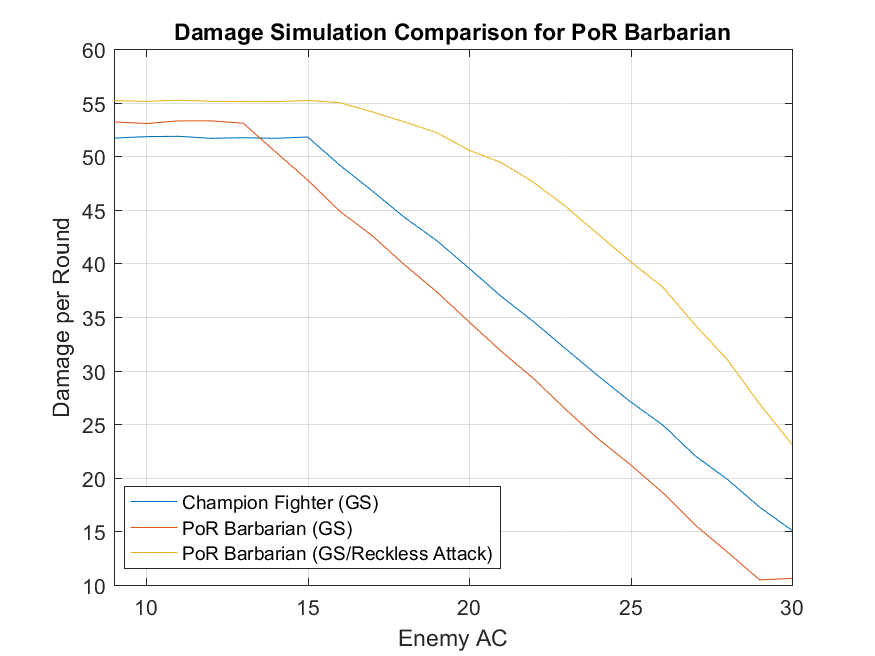 Damage Simulation Comparison for PoR Barbarian
60
55
50
45
40
35
30
25
20
15
10
Damage per Round
Champion Fighter (GS)
PoR Barbarian (GS)
PoR Barbarian (GS/Reckless Attack)
10 15 20 25 30
Enemy AC